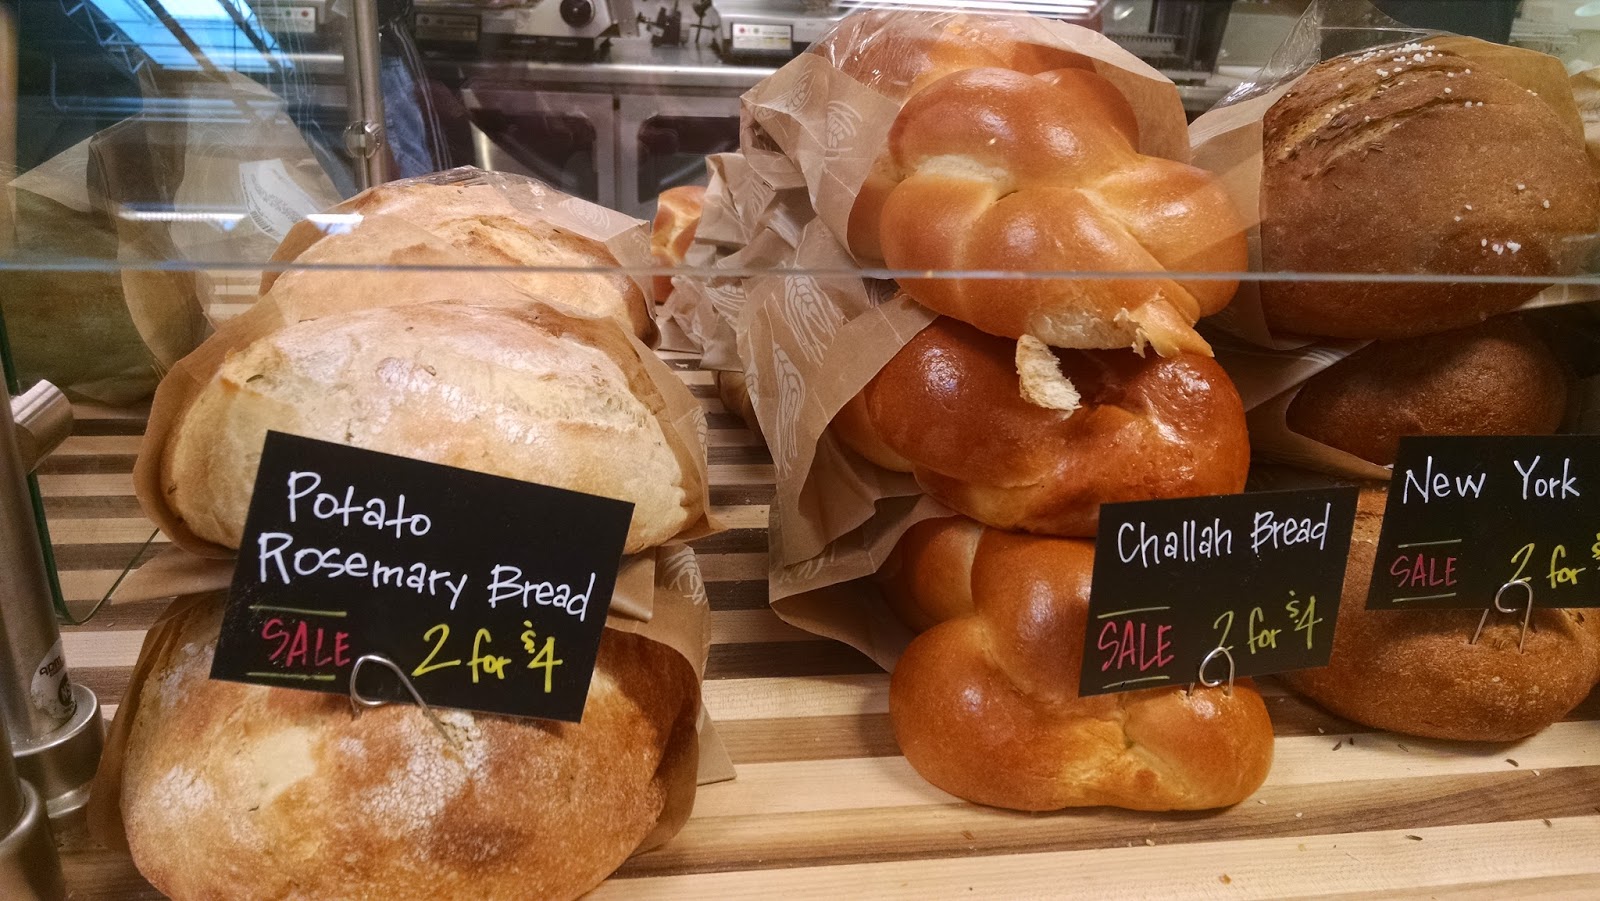 Potato
Rosemary Bread
SALE 2 for $4
Challah Bread
SALE 2 for $4
New York
SALE 2 for $